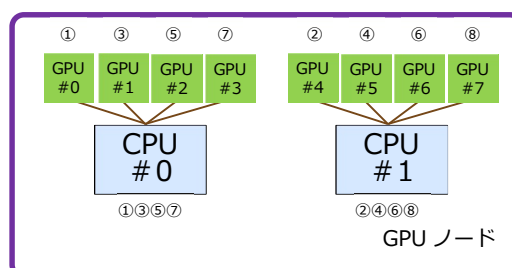 ① ③ ⑤ ⑦ ② ④ ⑥ ⑧
GPU #0
GPU #1
GPU #2
GPU #3
GPU #4
GPU #5
GPU #6
GPU #7
CPU #0
CPU #1
①③⑤⑦
②④⑥⑧
GPU ノード